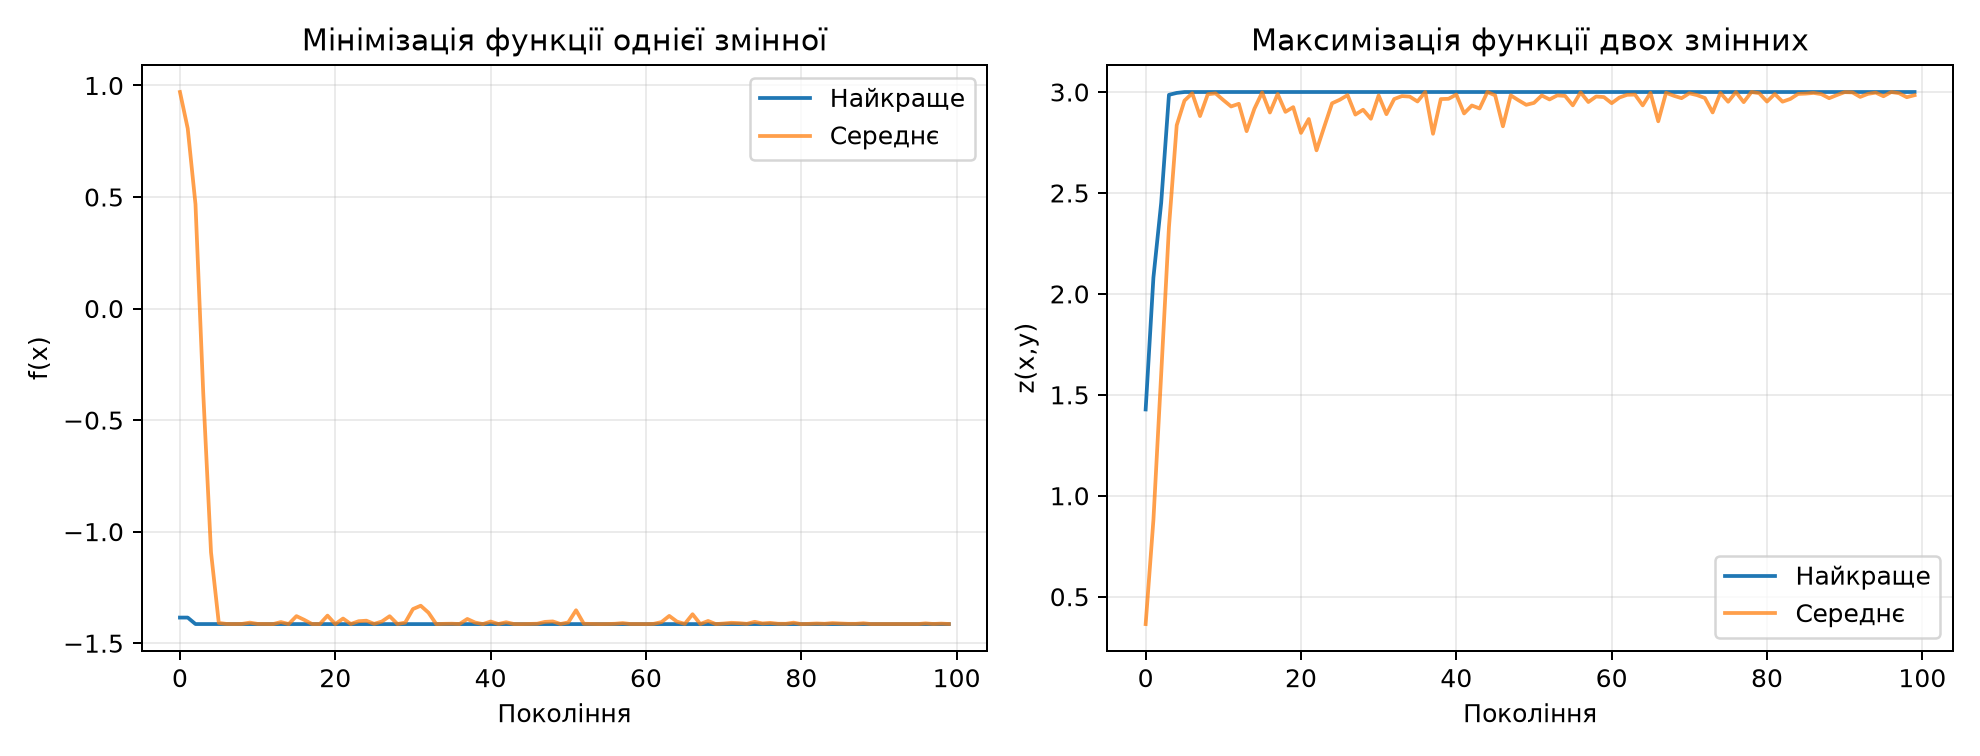 Мінімізація функції однієї змінної
1.0
0.5
0.0
−0.5
−1.0
−1.5
f(x)
0 20 40 60 80 100
Покоління
Найкраще
Середнє
Максимізація функції двох змінних
3.0
2.5
2.0
1.5
1.0
0.5
z(x,y)
0 20 40 60 80 100
Покоління
Найкраще
Середнє